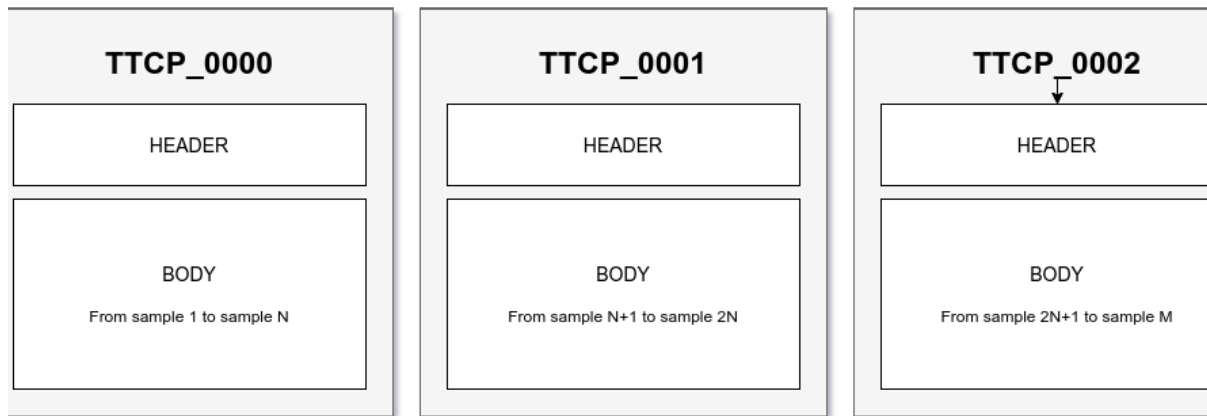 TTCP_0000
HEADER
BODY
From sample 1 to sample N
TTCP_0001
HEADER
BODY
From sample N+1 to sample 2N
TTCP_0002
HEADER
BODY
From sample 2N+1 to sample M